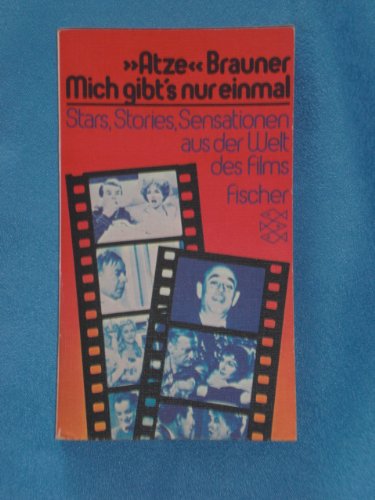 »Atze« Brauner
Mich gibt's nur einmal
Stars, Stories, Sensationen
aus der Welt
des Films
Fischer